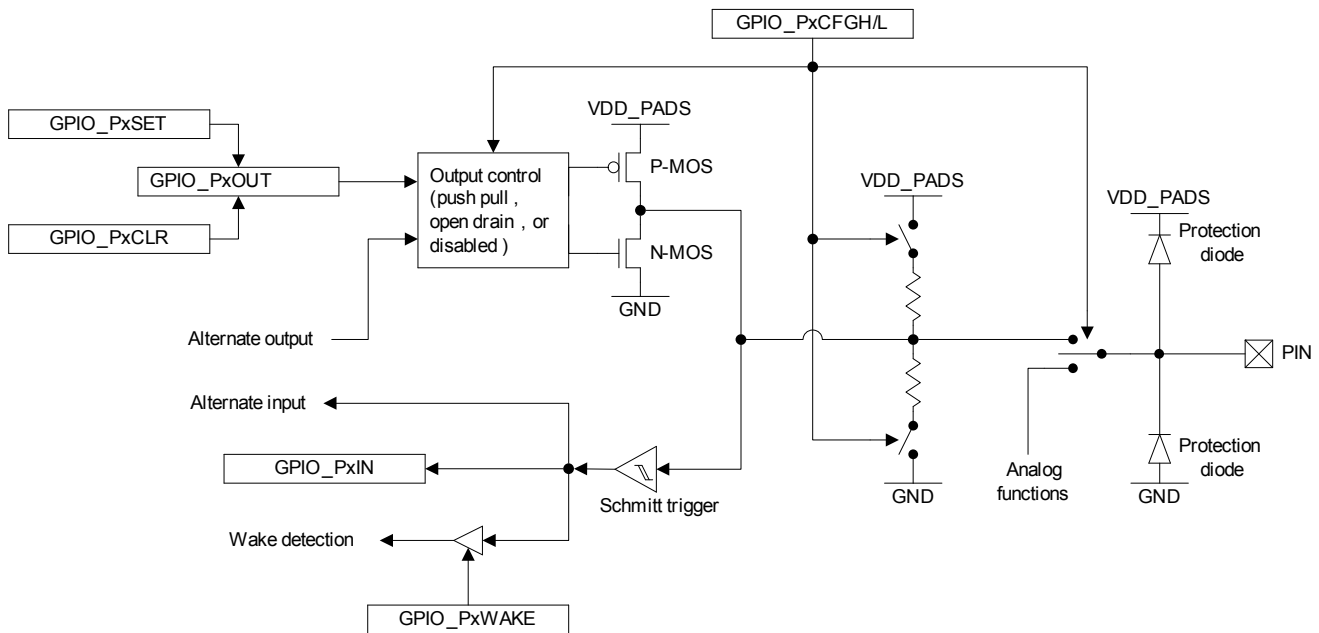 GPIO_PxCFGH/L
VDD_PADS
GPIO_PxSET
P-MOS
GPIO_PxOUT
Output control
(push pull ,
open drain , or
disabled )
VDD_PADS
VDD_PADS
GPIO_PxCLR
N-MOS
Protection
diode
GND
Alternate output
PIN
Alternate input
Protection
diode
GPIO_PxIN
Analog
functions
GND
GND
Schmitt trigger
Wake detection
GPIO_PxWAKE